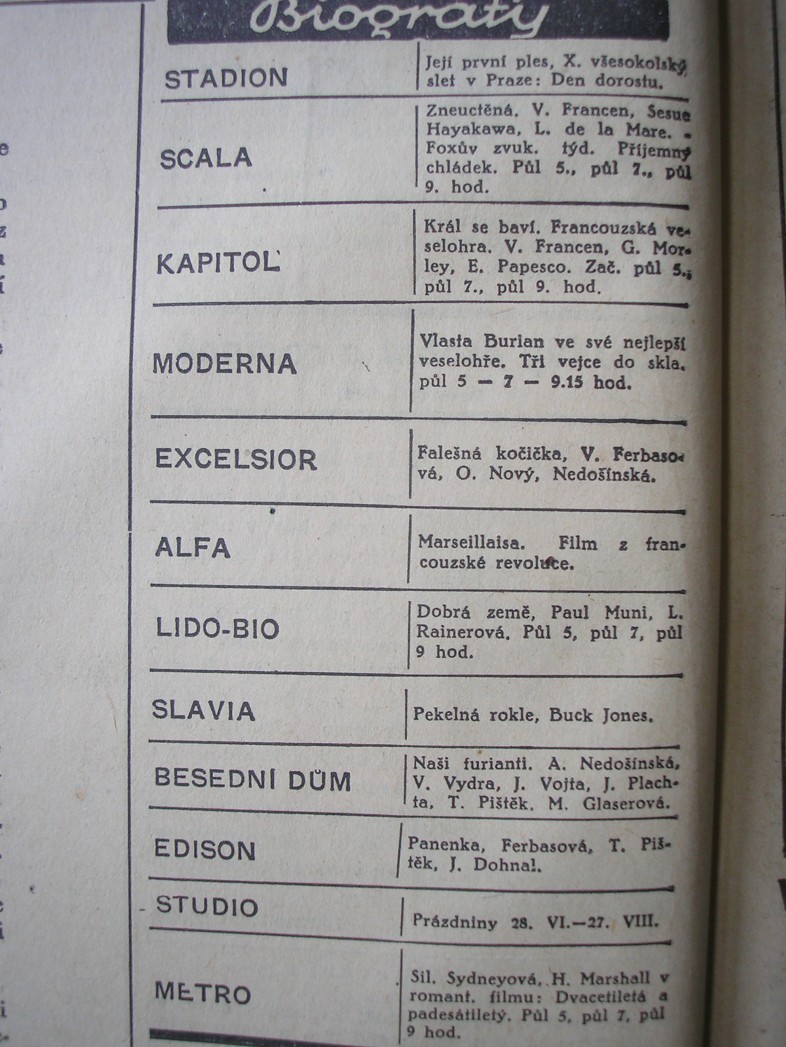 Biografy
STADION
Její první ples, X. všesokolský
slet v Praze: Den dorostu.
SCALA
Zneuctěná. V. Francen, Sesue
Hayakawa, L. de la Mare. -
Foxův zvuk. týd. Příjemný
chládek. Půl 5., půl 7., půl
9. hod.
KAPITOL
Král se baví. Francouzská ve-
selohra. V. Francen, G. Mor-
ley, E. Papesco. Zač. půl 5.,
půl 7., půl 9. hod.
MODERNA
Vlasta Burian ve své nejlepší
veselohře. Tři vejce do skla.
půl 5 — 7 — 9.15 hod.
EXCELSIOR
Falešná kočička, V. Ferbaso-
vá, O. Nový, Nedošínská.
ALFA
Marseillaisa. Film z fran-
couzské revoluce.
LIDO-BIO
Dobrá země, Paul Muni, L.
Rainerová. Půl 5, půl 7, půl
9 hod.
SLAVIA
Pekelná rokle, Buck Jones.
BESEDNÍ DŮM
Naši furianti. A. Nedošínská,
V. Vydra, J. Vojta, J. Plach-
ta, T. Pištěk. M. Glaserová.
EDISON
Panenka, Ferbasová, T. Piš-
těk, J. Dohnal.
STUDIO
Prázdniny 28. VI.—27. VIII.
METRO
Sil. Sydneyová, H. Marshall v
romant. filmu: Dvacetiletá a
padesátiletý. Půl 5, půl 7, půl
9 hod.